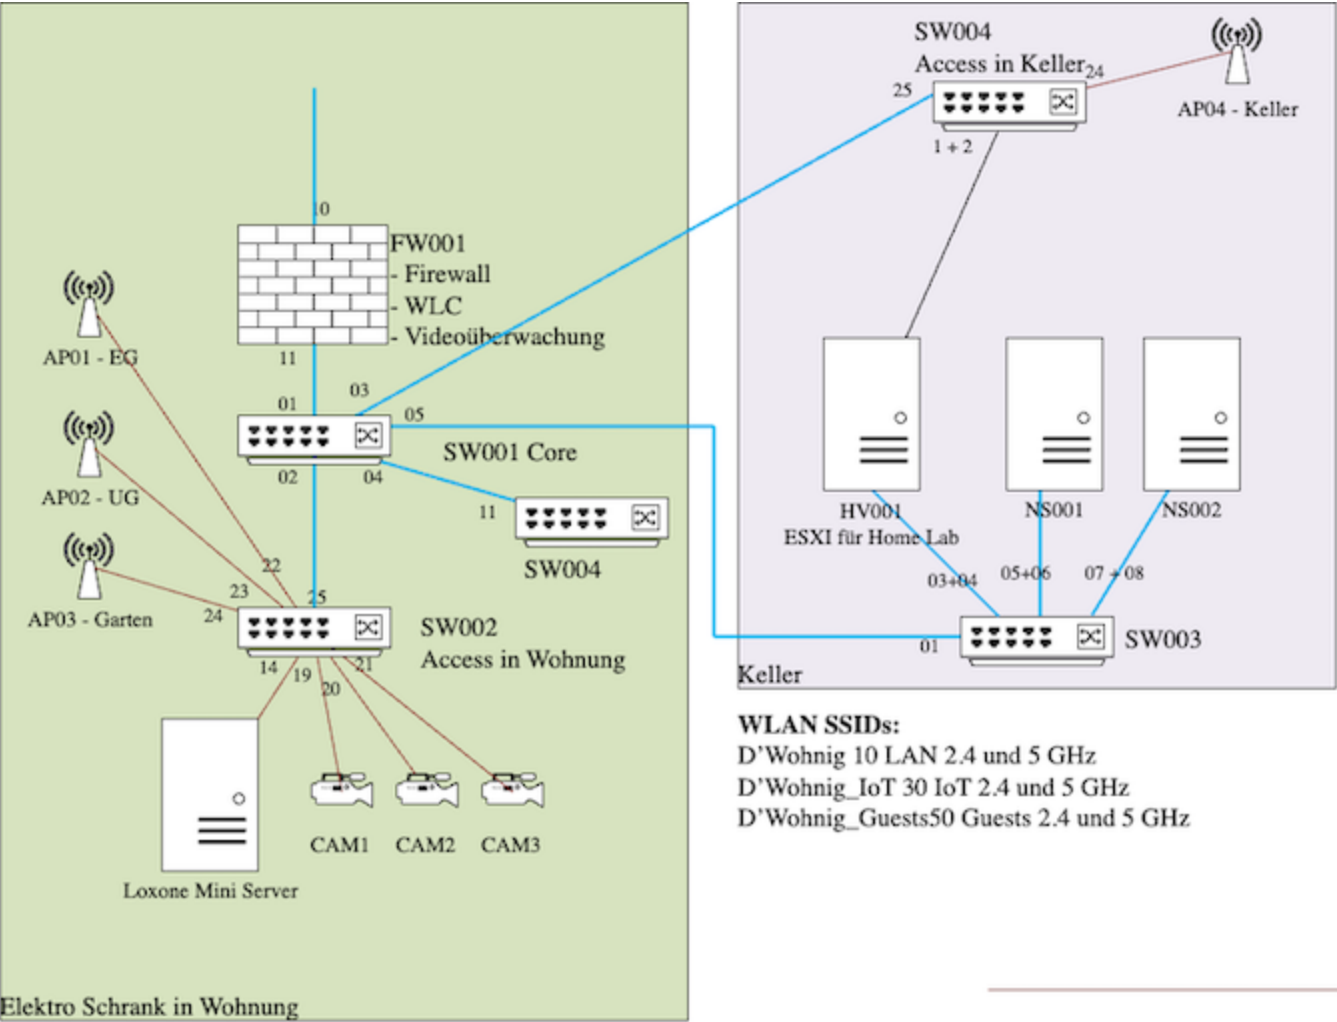 10
FW001
- Firewall
- WLC
- Videoüberwachung
11
AP01 - EG
03
01
05
SW001 Core
02
04
AP02 - UG
11
SW004
22
23
25
24
AP03 - Garten
SW002
Access in Wohnung
14
19
20
21
CAM1
CAM2
CAM3
Loxone Mini Server
Elektro Schrank in Wohnung
SW004
Access in Keller
24
25
AP04 - Keller
1 + 2
HV001
ESXI für Home Lab
NS001
NS002
03+04
05+06
07 + 08
01
SW003
Keller
WLAN SSIDs:
D'Wohnig 10 LAN 2.4 und 5 GHz
D'Wohnig_IoT 30 IoT 2.4 und 5 GHz
D'Wohnig_Guests50 Guests 2.4 und 5 GHz